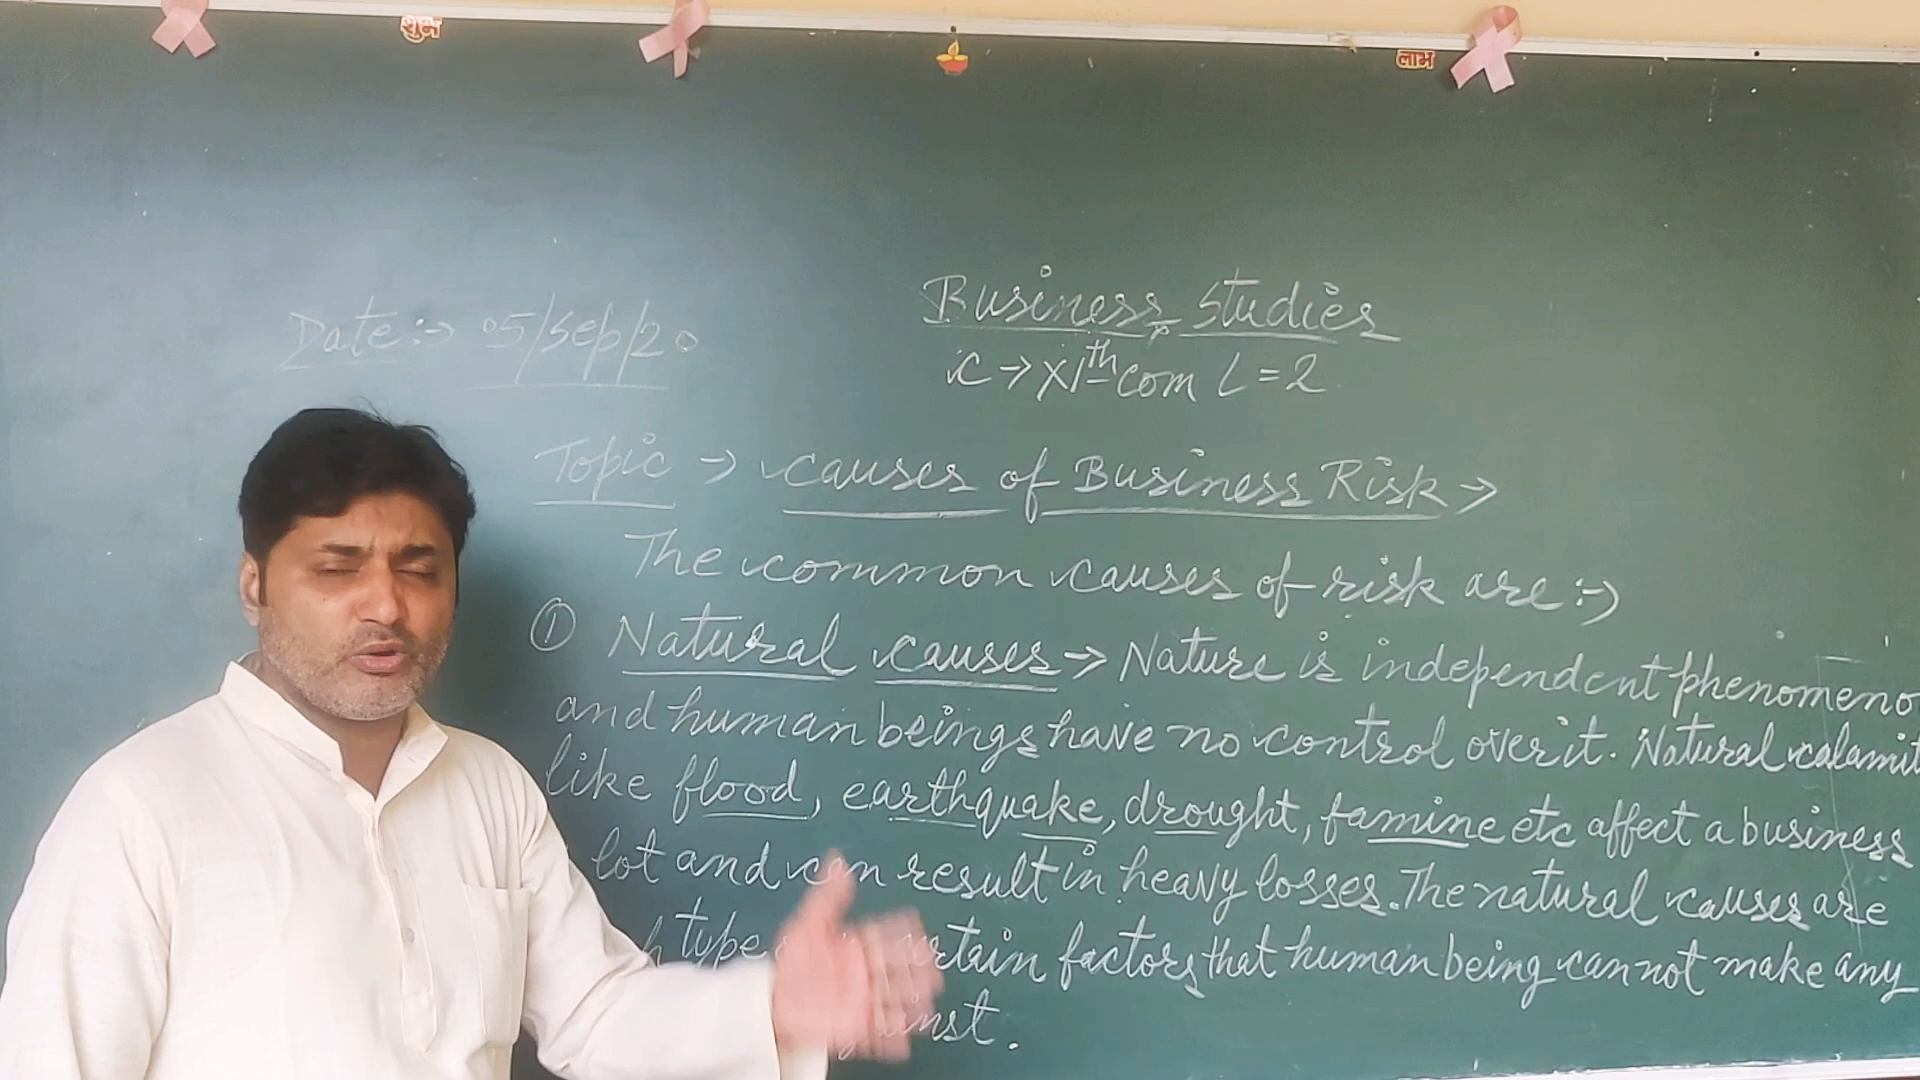 शुभ
लाभ
Business Studies
Date:→ 05/Sep/20
C → XIth Com L = 2
Topic → Causes of Business Risk →
The common causes of risk are :→
① Natural causes → Nature is independent phenomeno
and human beings have no control over it. Natural calamit
like flood, earthquake, drought, famine etc affect a business
lot and can result in heavy losses. The natural causes are
type factors that human being can not make any